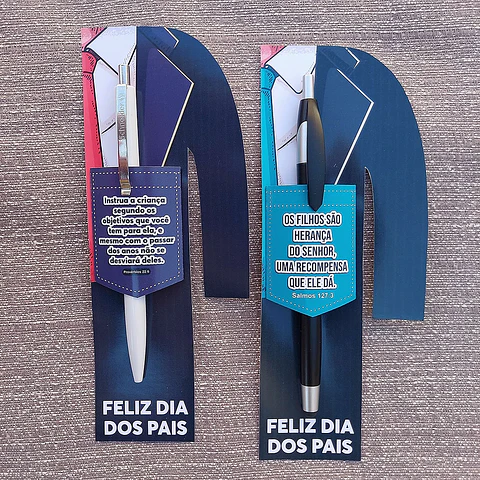 Instrua a criança
segundo os
objetivos que você
tem para ela, e
mesmo com o passar
dos anos não se
desviará deles.
Provérbios 22:6
FELIZ DIA
DOS PAIS
OS FILHOS SÃO
HERANÇA
DO SENHOR,
UMA RECOMPENSA
QUE ELE DÁ.
Salmos 127:3
FELIZ DIA
DOS PAIS